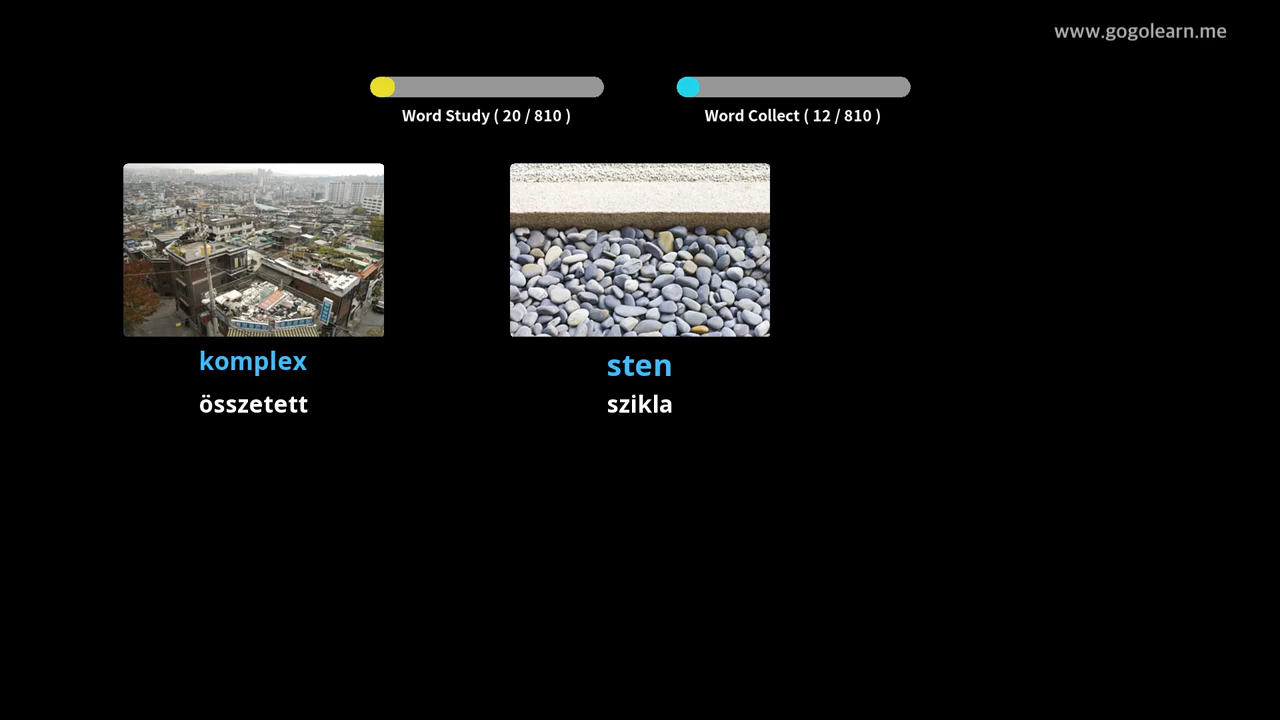 www.gogolearn.me
Word Study ( 20 / 810 )
Word Collect ( 12 / 810 )
komplex
összetett
sten
szikla